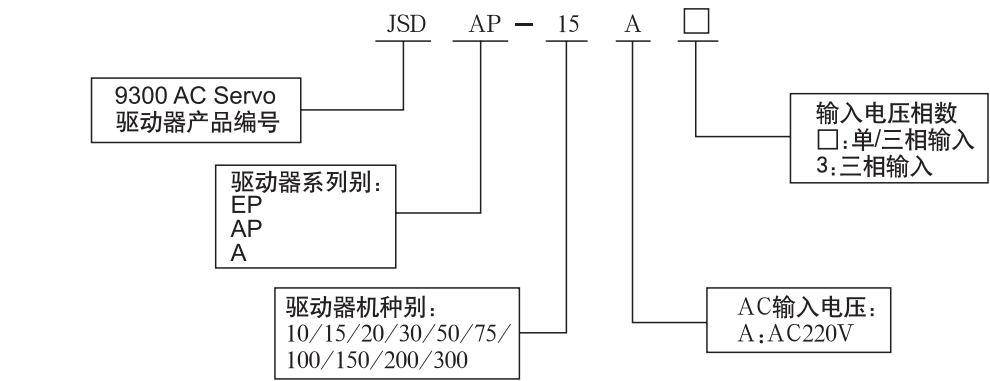 JSD AP - 15 A □
9300 AC Servo
驱动器产品编号
输入电压相数
□:单/三相输入
3:三相输入
驱动器系列别:
EP
AP
A
驱动器机种别:
10/15/20/30/50/75/
100/150/200/300
AC输入电压:
A:AC220V